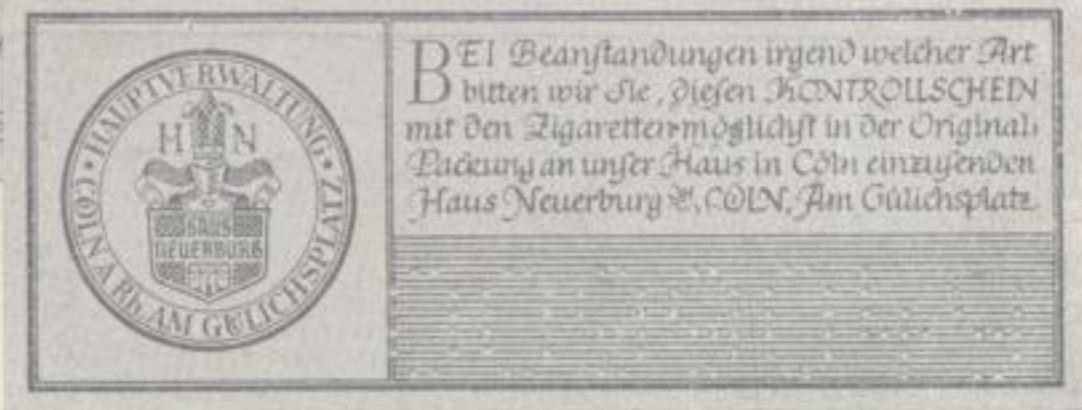 HAUPTVERWALTUNG · CÖLN A RH. AM GÜLICHSPLATZ ·
H N
HAUS
NEUERBURG
BEI Beanſtandungen irgend welcher Art
bitten wir Sie, dieſen KONTROLLSCHEIN
mit den Zigaretten möglichſt in der Original-
Packung an unſer Haus in Cöln einzuſenden
Haus Neuerburg CÖLN, Am Gülichsplatz